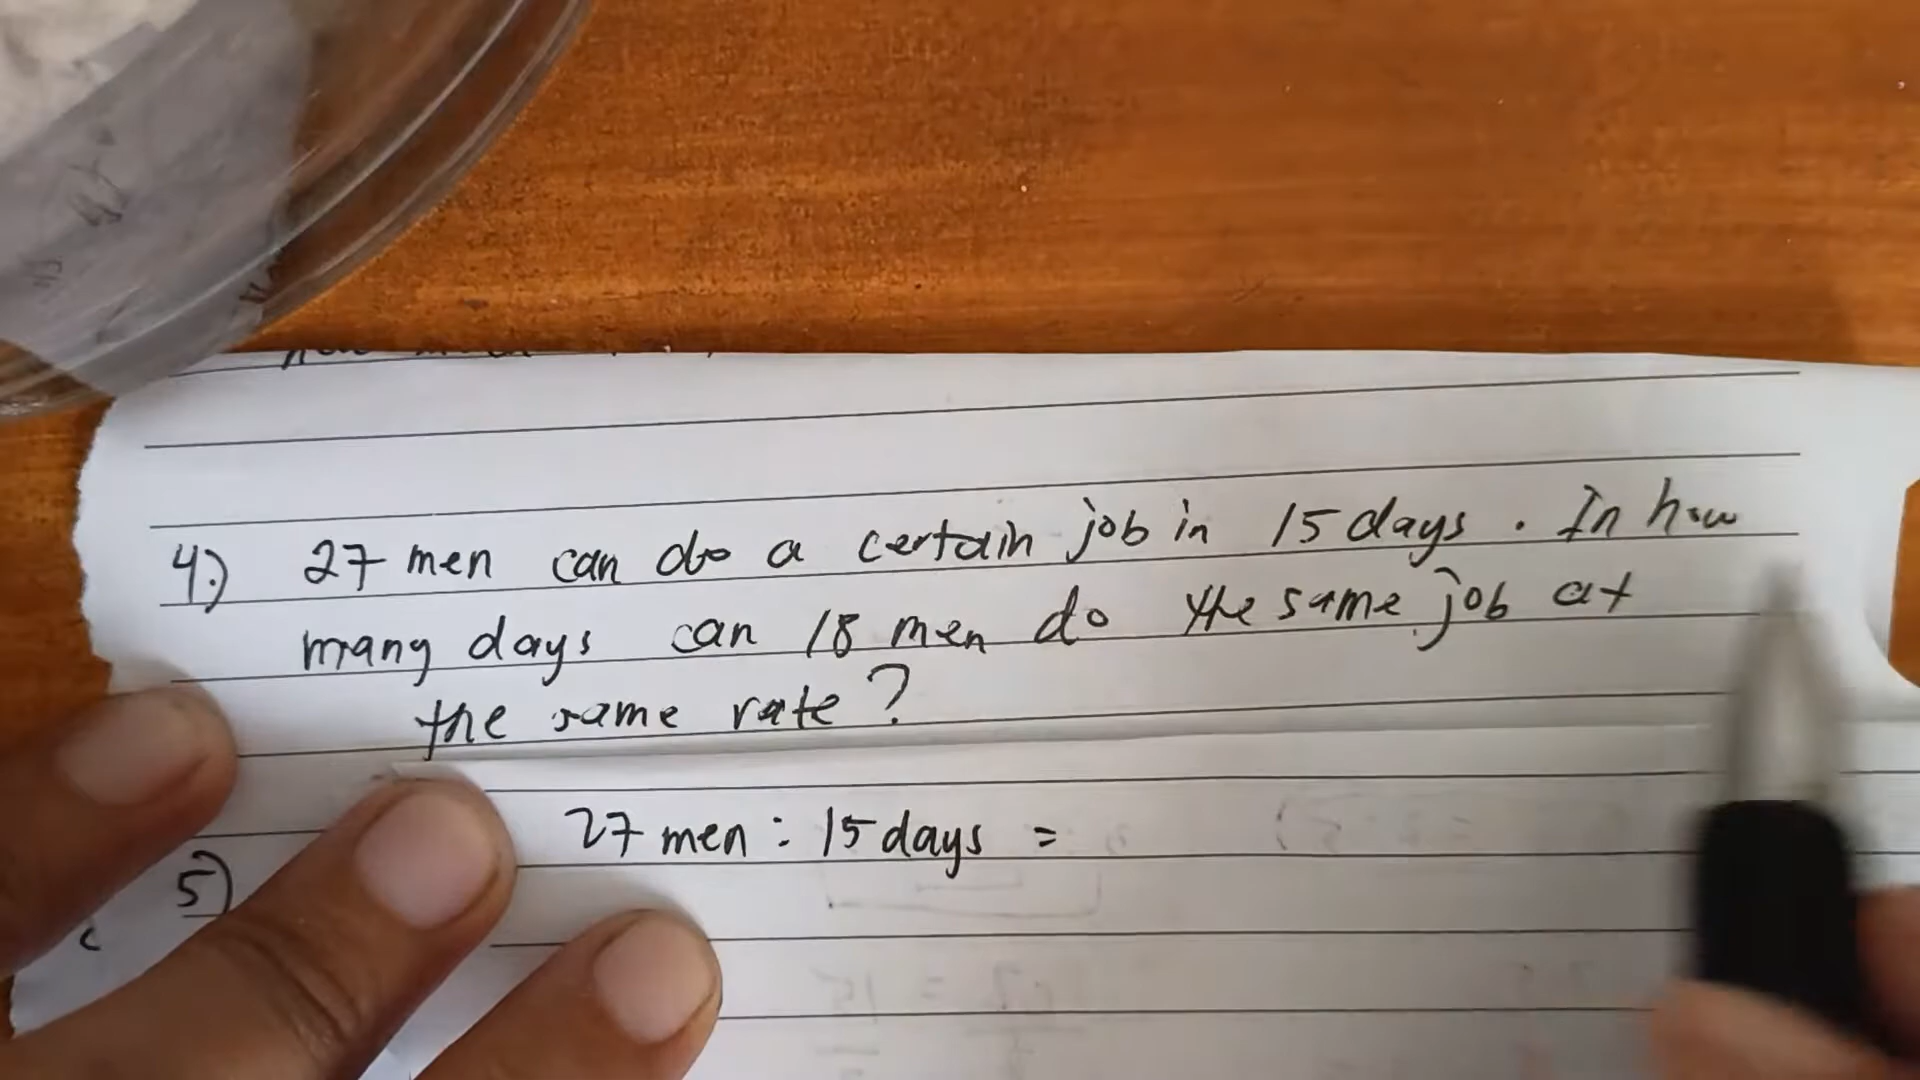 4.) 27 men can do a certain job in 15 days. In how
many days can 18 men do the same job at
the same rate?
27 men : 15 days =
5)